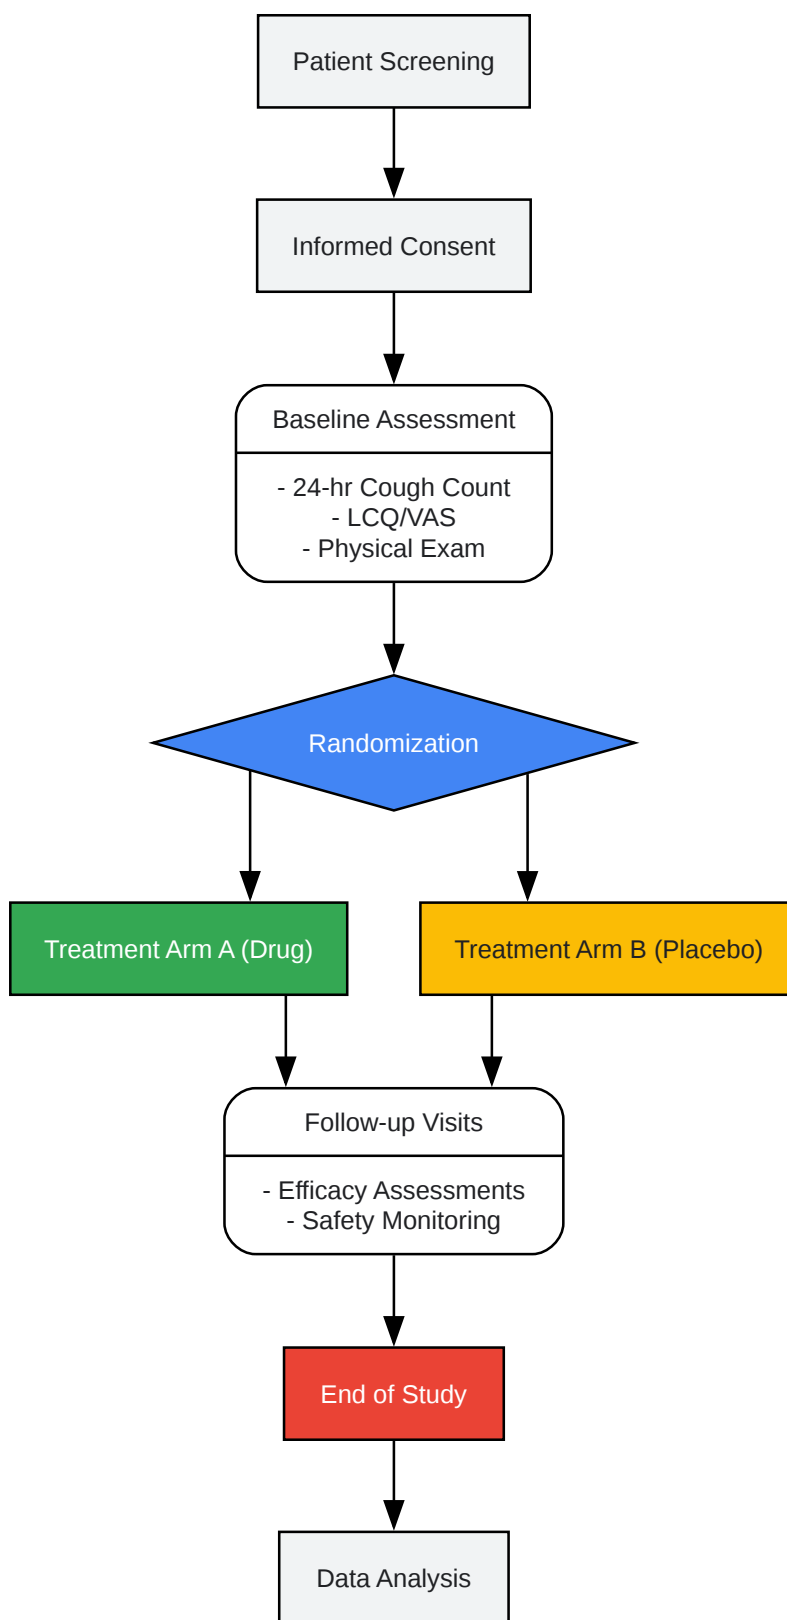 Patient Screening
Informed Consent
Baseline Assessment
- 24-hr Cough Count
- LCQ/VAS
- Physical Exam
Randomization
Treatment Arm A (Drug)
Treatment Arm B (Placebo)
Follow-up Visits
- Efficacy Assessments
- Safety Monitoring
End of Study
Data Analysis